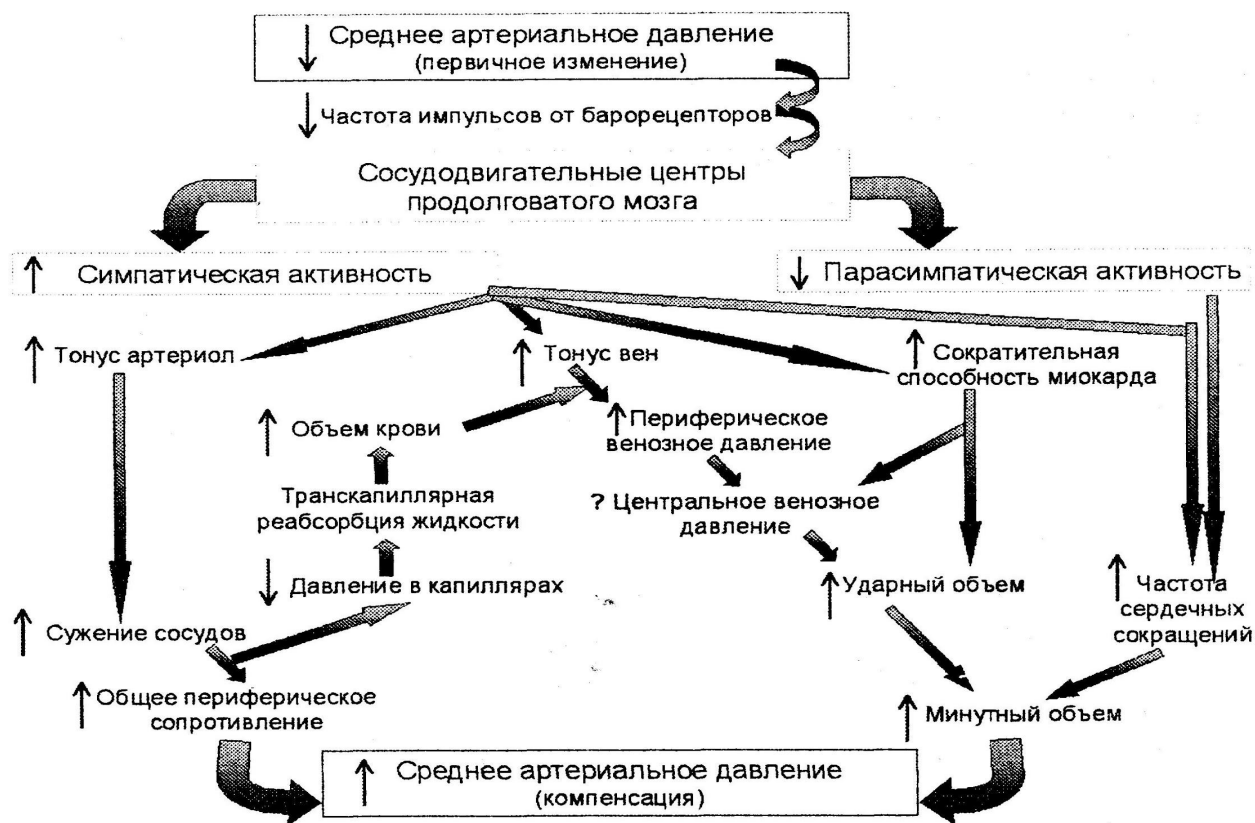 ↓ Среднее артериальное давление
(первичное изменение)
↓ Частота импульсов от барорецепторов
Сосудодвигательные центры
продолговатого мозга
↑ Симпатическая активность
↓ Парасимпатическая активность
↑ Тонус артериол
↑ Тонус вен
↑ Сократительная
способность миокарда
↑ Объем крови
↑ Периферическое
венозное давление
Транскапиллярная
реабсорбция жидкости
? Центральное венозное
давление
↓ Давление в капиллярах
↑ Ударный объем
↑ Частота
сердечных
сокращений
↑ Сужение сосудов
↑ Общее периферическое
сопротивление
↑ Минутный объем
↑ Среднее артериальное давление
(компенсация)